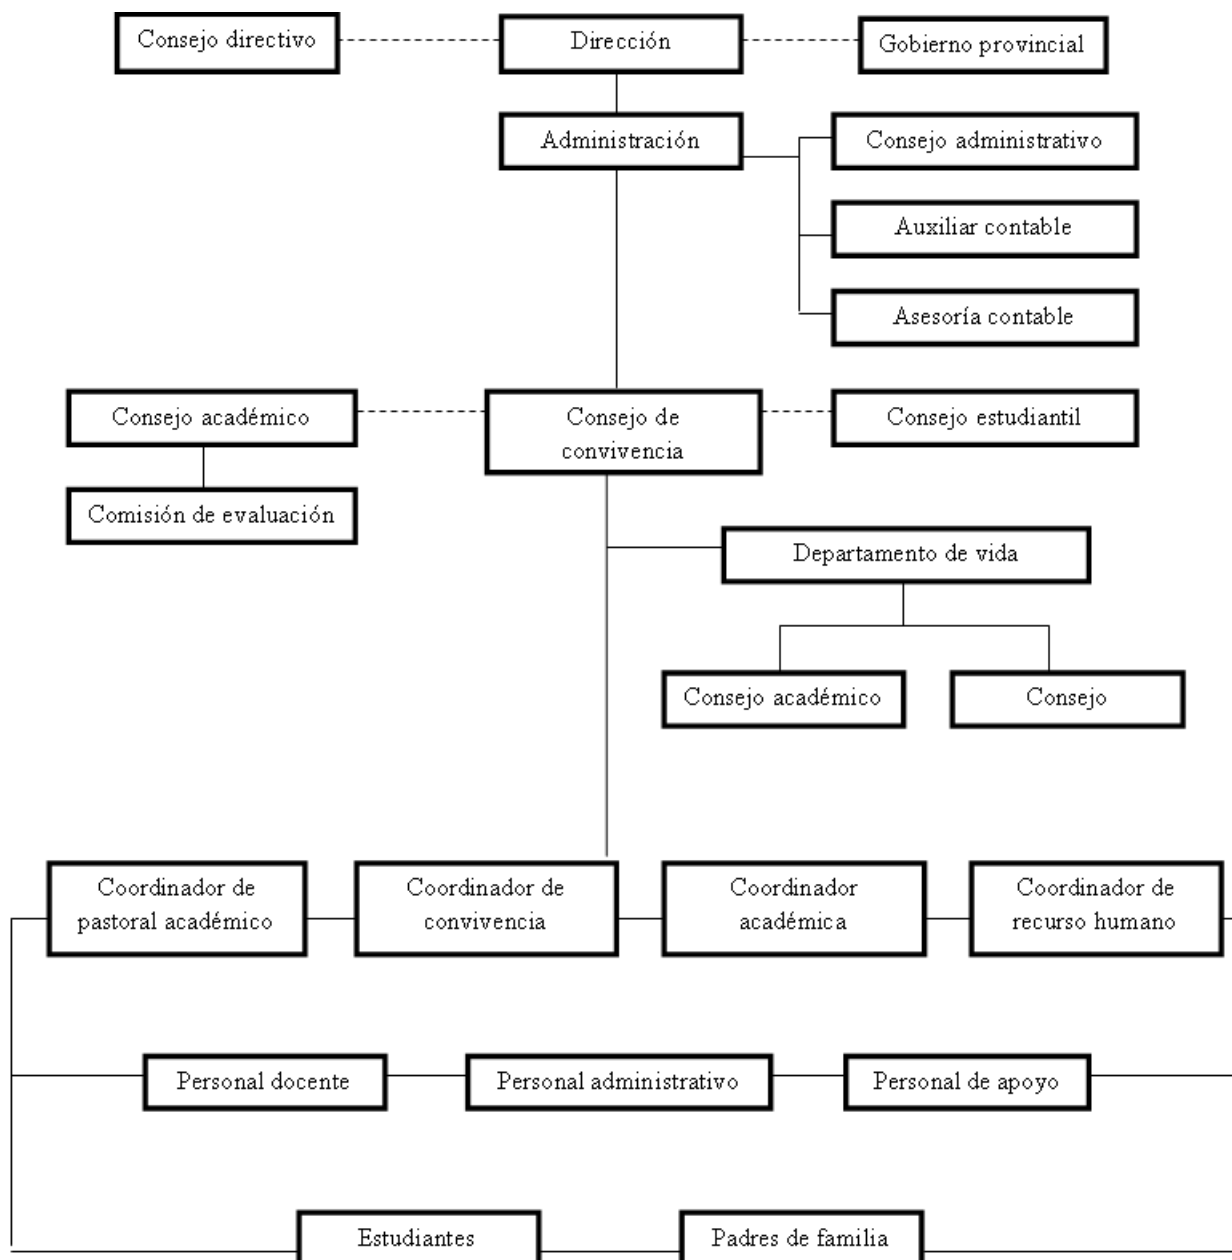 Consejo directivo
Dirección
Gobierno provincial
Administración
Consejo administrativo
Auxiliar contable
Asesoría contable
Consejo académico
Consejo de
convivencia
Consejo estudiantil
Comisión de evaluación
Departamento de vida
Consejo académico
Consejo
Coordinador de
pastoral académico
Coordinador de
convivencia
Coordinador
académica
Coordinador de
recurso humano
Personal docente
Personal administrativo
Personal de apoyo
Estudiantes
Padres de familia